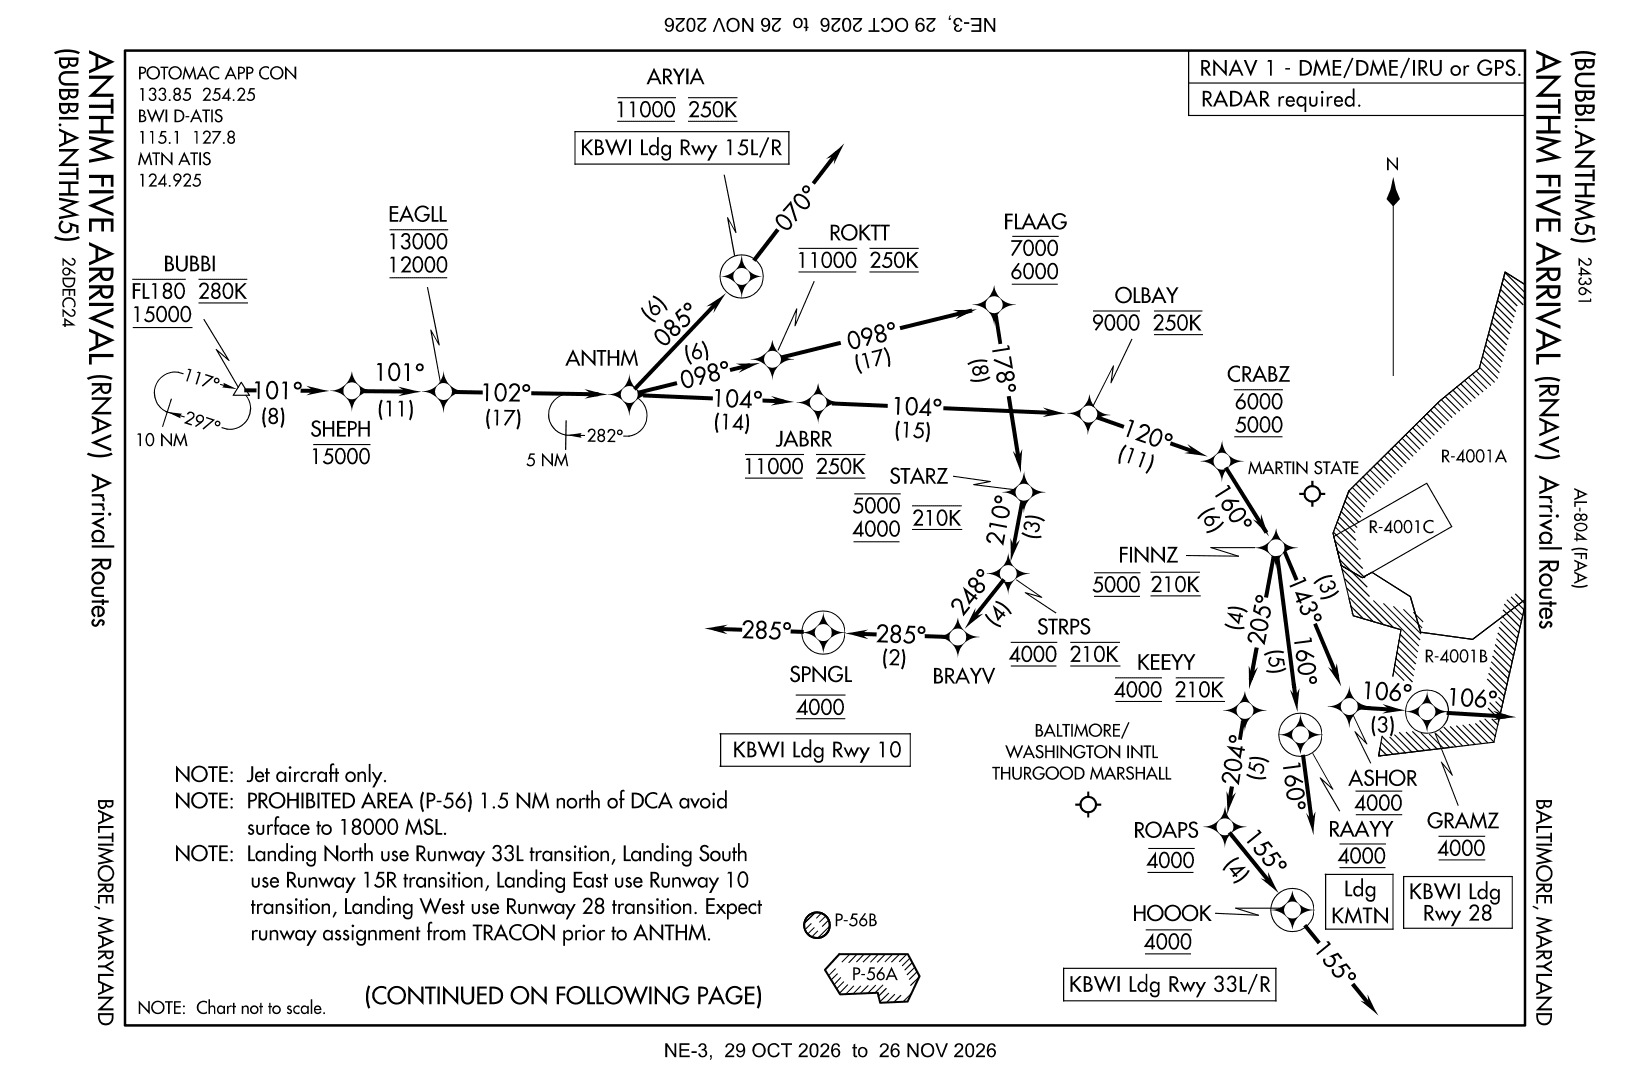 NE-3, 29 OCT 2026 to 26 NOV 2026
(BUBBI.ANTHM5) 26DEC24
ANTHM FIVE ARRIVAL (RNAV) Arrival Routes
BALTIMORE, MARYLAND
(BUBBI.ANTHM5) 24361
ANTHM FIVE ARRIVAL (RNAV) Arrival Routes
AL-804 (FAA)
BALTIMORE, MARYLAND
POTOMAC APP CON
133.85 254.25
BWI D-ATIS
115.1 127.8
MTN ATIS
124.925
RNAV 1 - DME/DME/IRU or GPS.
RADAR required.
N
ARYIA
11000 250K
KBWI Ldg Rwy 15L/R
070°
(6)
085°
EAGLL
13000
12000
BUBBI
FL180 280K
15000
117°
297°
10 NM
101°
(8)
SHEPH
15000
101°
(11)
102°
(17)
ANTHM
282°
5 NM
ROKTT
11000 250K
(6)
098°
098°
(17)
FLAAG
7000
6000
178°
(8)
104°
(14)
JABRR
11000 250K
104°
(15)
OLBAY
9000 250K
120°
(11)
CRABZ
6000
5000
160°
(6)
MARTIN STATE
R-4001A
R-4001C
R-4001B
STARZ
5000
4000
210K
210°
(3)
248°
(4)
STRPS
4000 210K
BRAYV
285°
(2)
SPNGL
4000
285°
KBWI Ldg Rwy 10
FINNZ
5000 210K
205°
(4)
160°
(5)
143°
(3)
KEEYY
4000 210K
204°
(5)
BALTIMORE/
WASHINGTON INTL
THURGOOD MARSHALL
ROAPS
4000
155°
(4)
HOOOK
4000
155°
KBWI Ldg Rwy 33L/R
160°
RAAYY
4000
Ldg
KMTN
ASHOR
4000
106°
(3)
GRAMZ
4000
106°
KBWI Ldg
Rwy 28
NOTE: Jet aircraft only.
NOTE: PROHIBITED AREA (P-56) 1.5 NM north of DCA avoid
surface to 18000 MSL.
NOTE: Landing North use Runway 33L transition, Landing South
use Runway 15R transition, Landing East use Runway 10
transition, Landing West use Runway 28 transition. Expect
runway assignment from TRACON prior to ANTHM.
P-56B
P-56A
(CONTINUED ON FOLLOWING PAGE)
NOTE: Chart not to scale.
NE-3, 29 OCT 2026 to 26 NOV 2026